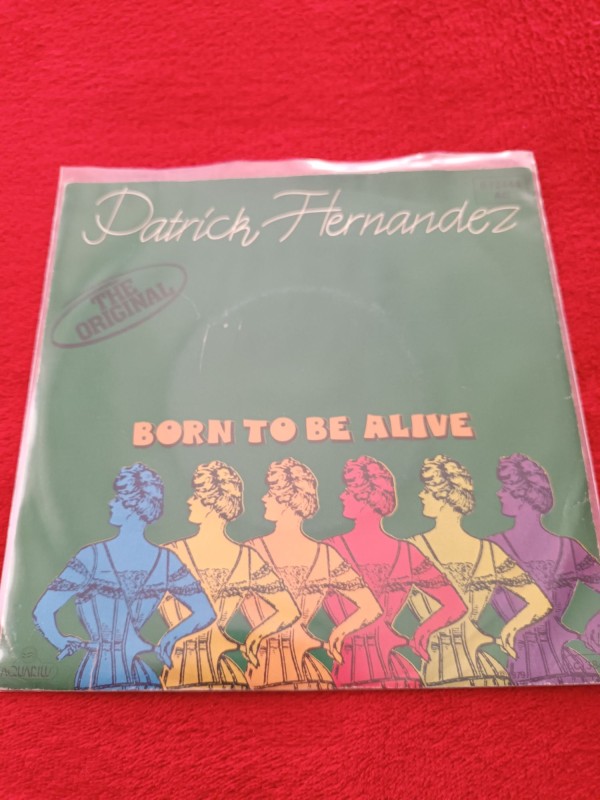 Patrick Hernandez
THE
ORIGINAL
BORN TO BE ALIVE